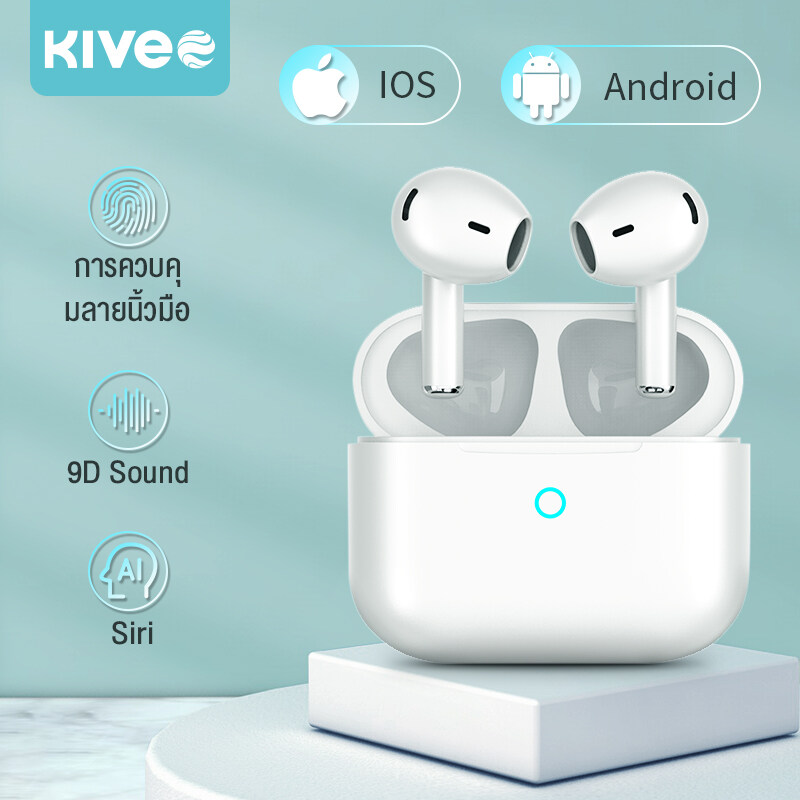 KIVEE
IOS
Android
การควบคุ
มลายนิ้วมือ
9D Sound
AI
Siri